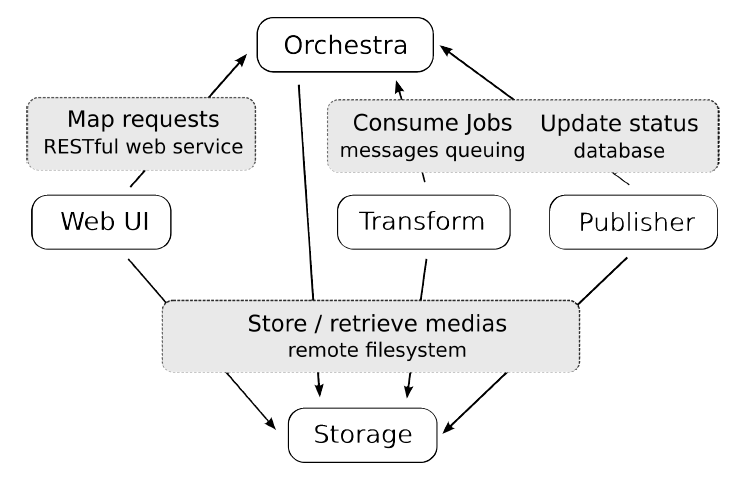 Orchestra
Map requests
RESTful web service
Consume Jobs
messages queuing
Update status
database
Web UI
Transform
Publisher
Store / retrieve medias
remote filesystem
Storage